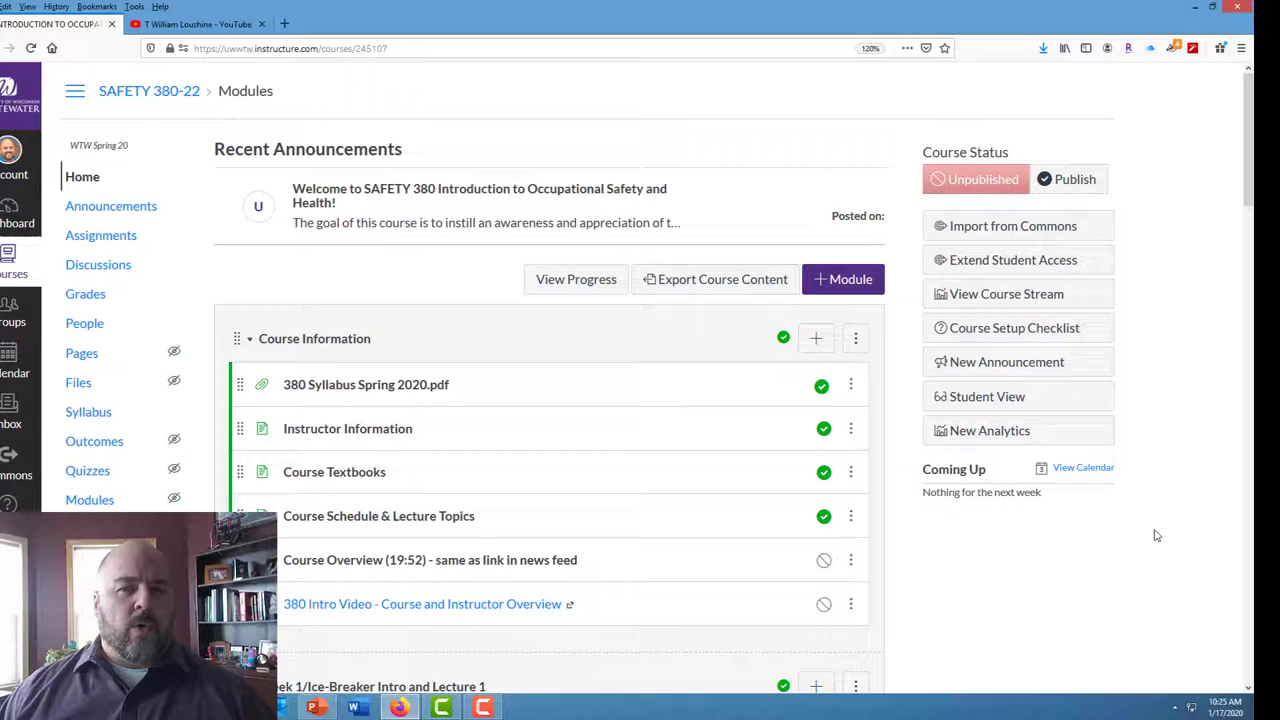 Edit View History Bookmarks Tools Help
INTRODUCTION TO OCCUPAT
T William Loushine - YouTube
https://uwwtw.instructure.com/courses/245107
120%
SAFETY 380-22 > Modules
WTW Spring 20
Home
Announcements
Assignments
Discussions
Grades
People
Pages
Files
Syllabus
Outcomes
Quizzes
Modules
Recent Announcements
Welcome to SAFETY 380 Introduction to Occupational Safety and
Health!
U
The goal of this course is to instill an awareness and appreciation of t...
Posted on:
View Progress
Export Course Content
+ Module
Course Information
380 Syllabus Spring 2020.pdf
Instructor Information
Course Textbooks
Course Schedule & Lecture Topics
Course Overview (19:52) - same as link in news feed
380 Intro Video - Course and Instructor Overview
ek 1/Ice-Breaker Intro and Lecture 1
Course Status
Unpublished
Publish
Import from Commons
Extend Student Access
View Course Stream
Course Setup Checklist
New Announcement
Student View
New Analytics
Coming Up
View Calendar
Nothing for the next week
10:25 AM
1/17/2020